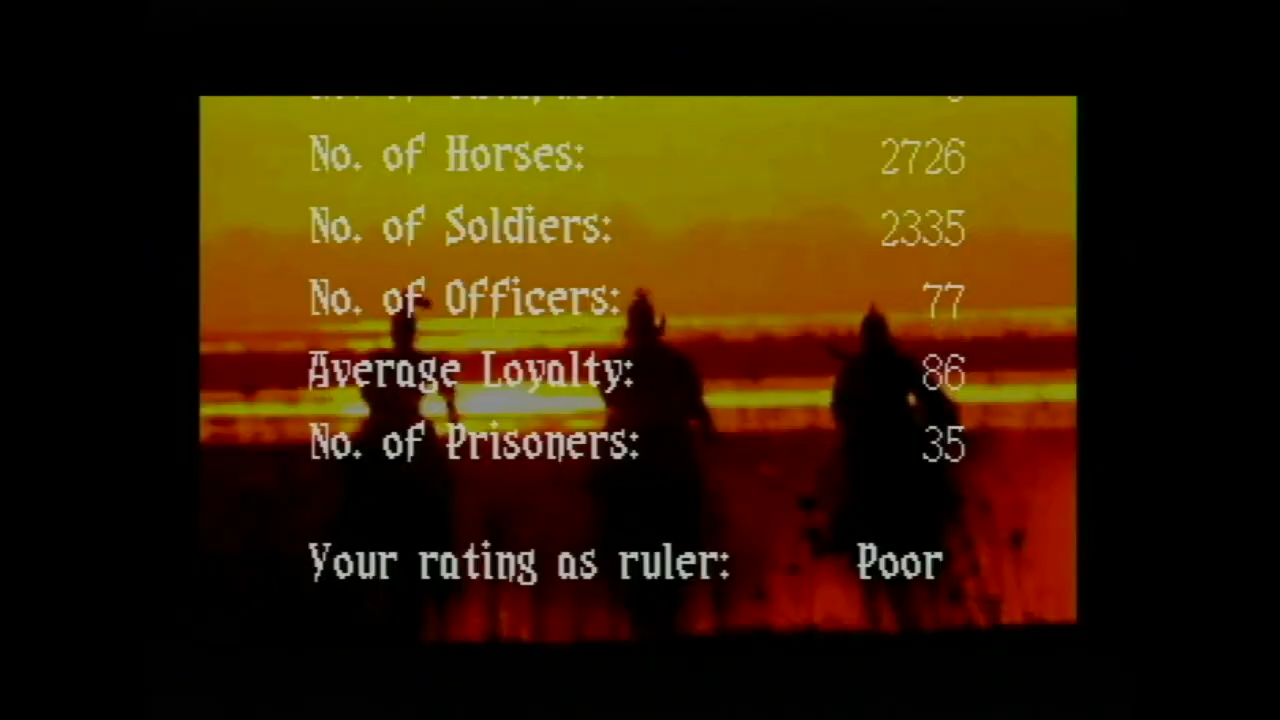 No. of Horses: 2726
No. of Soldiers: 2335
No. of Officers: 77
Average Loyalty: 86
No. of Prisoners: 35
Your rating as ruler: Poor